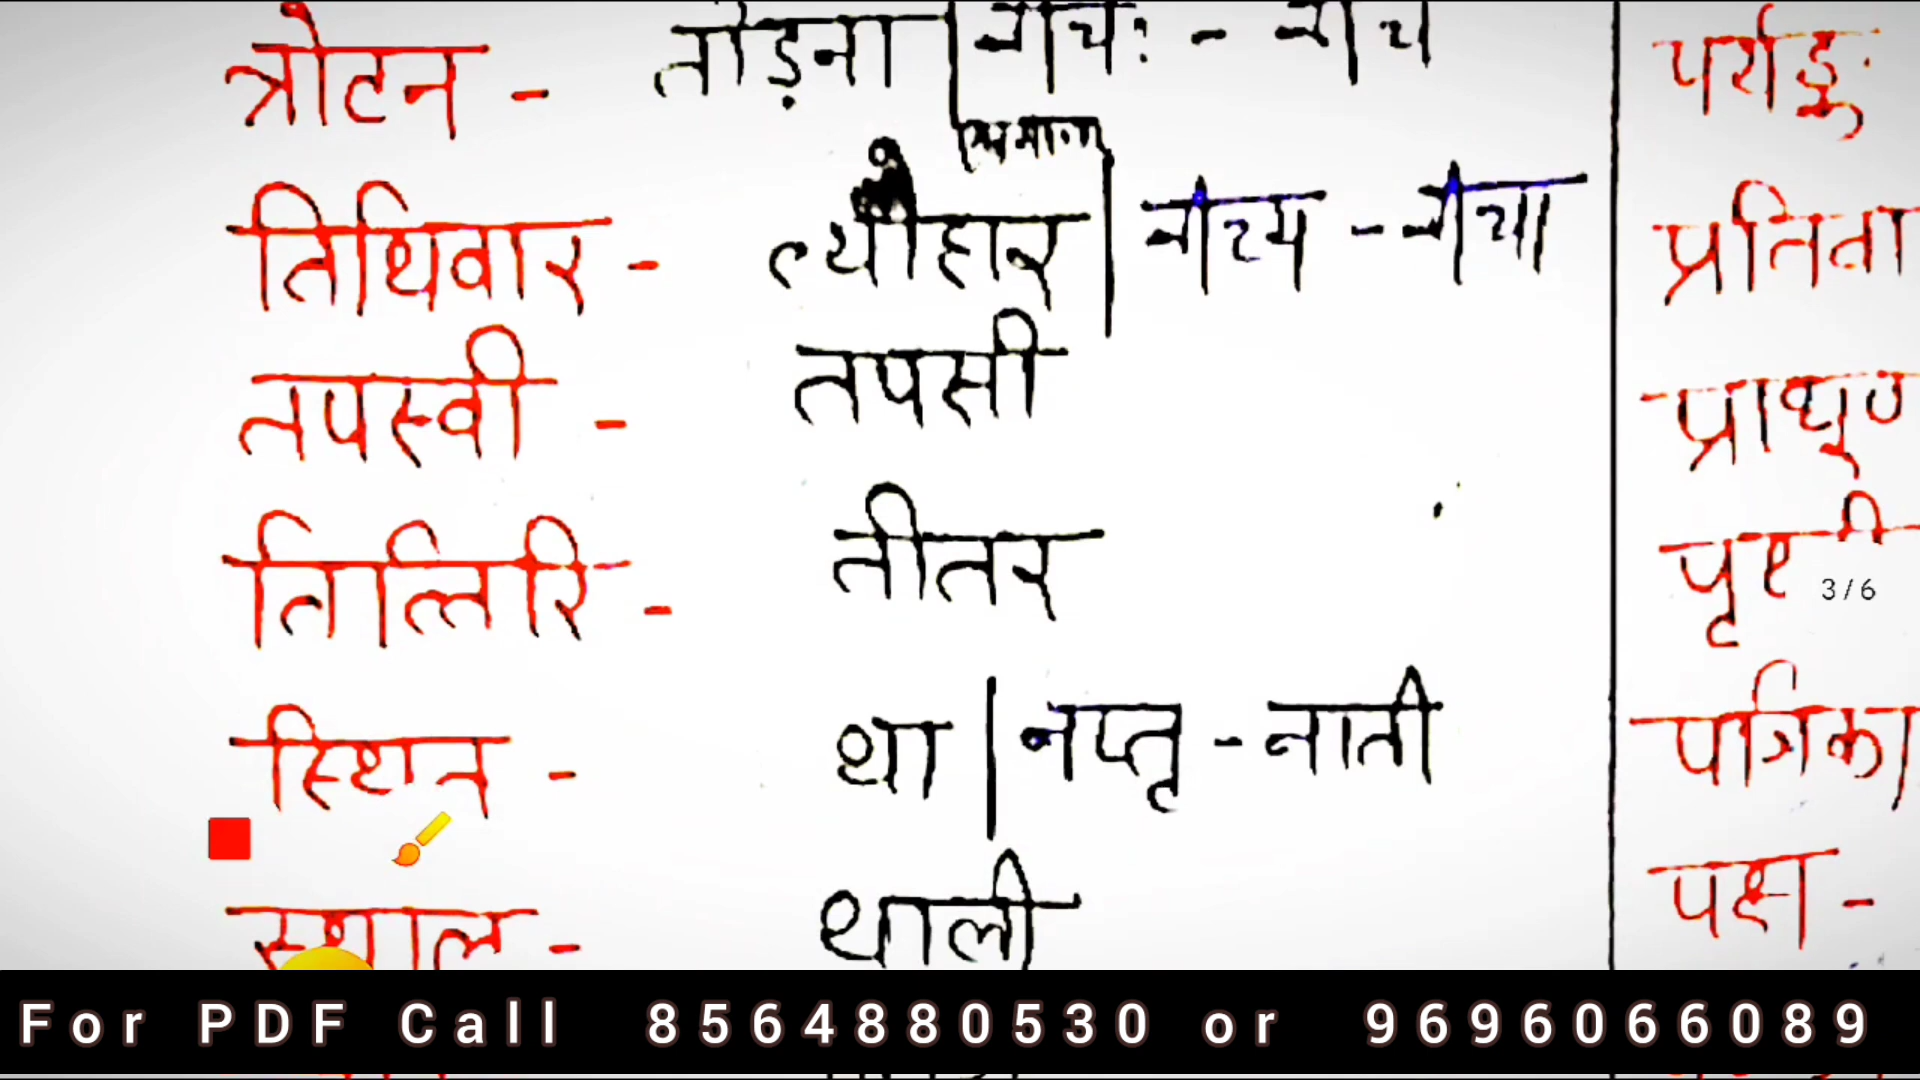 त्रोटन - तोड़ना | नीचः - नीच
पर्यङ्कः
तिथिवार - त्यौहार | नीच्य - नीचा
प्रतिता
तपस्वी - तपसी
प्राघूण
तित्तिरि - तीतर
3/6
स्थित - था | नप्तृ - नाती
पत्रिका
पक्ष -
स्थाल - थाली
For PDF Call 8564880530 or 9696066089